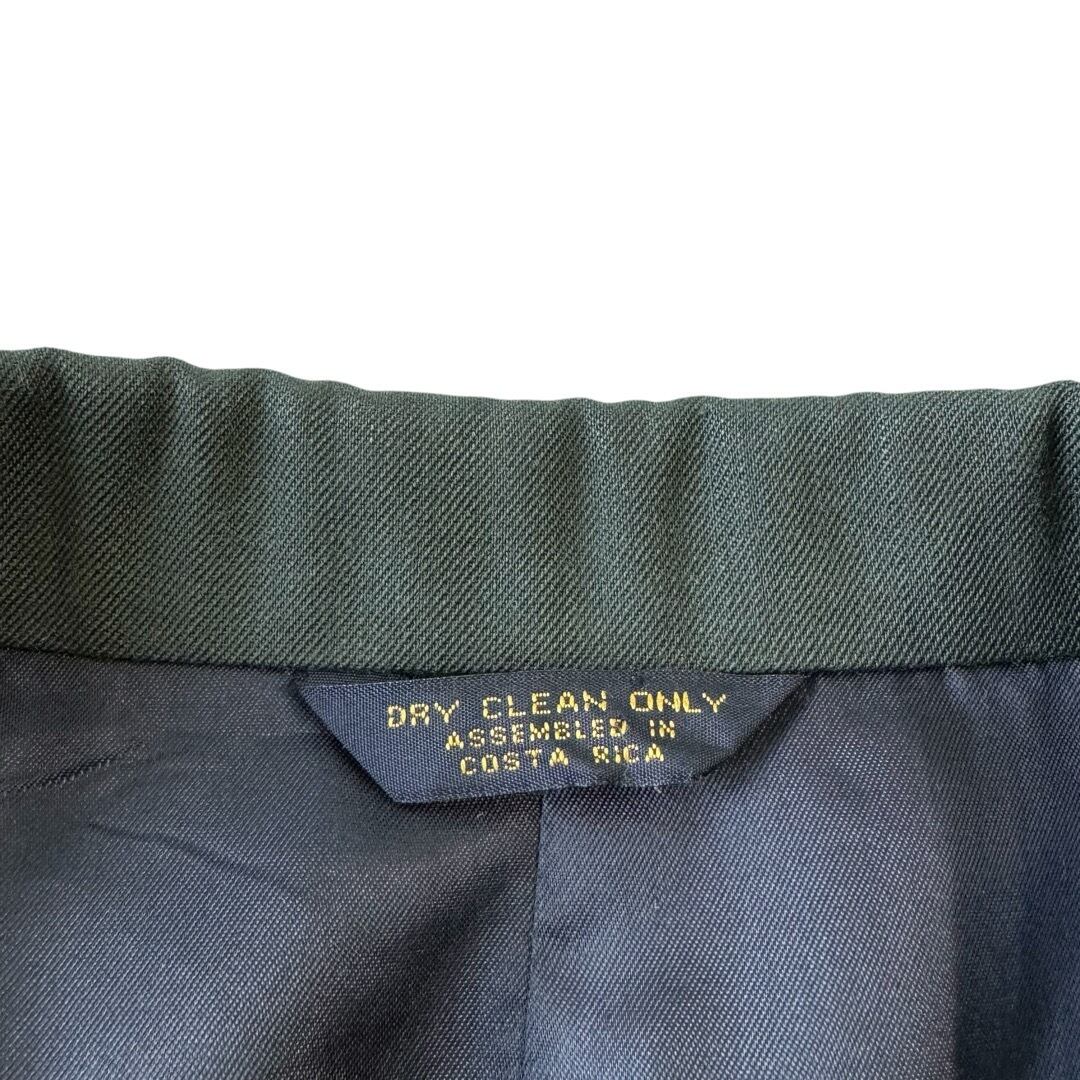 DRY CLEAN ONLY
ASSEMBLED IN
COSTA RICA